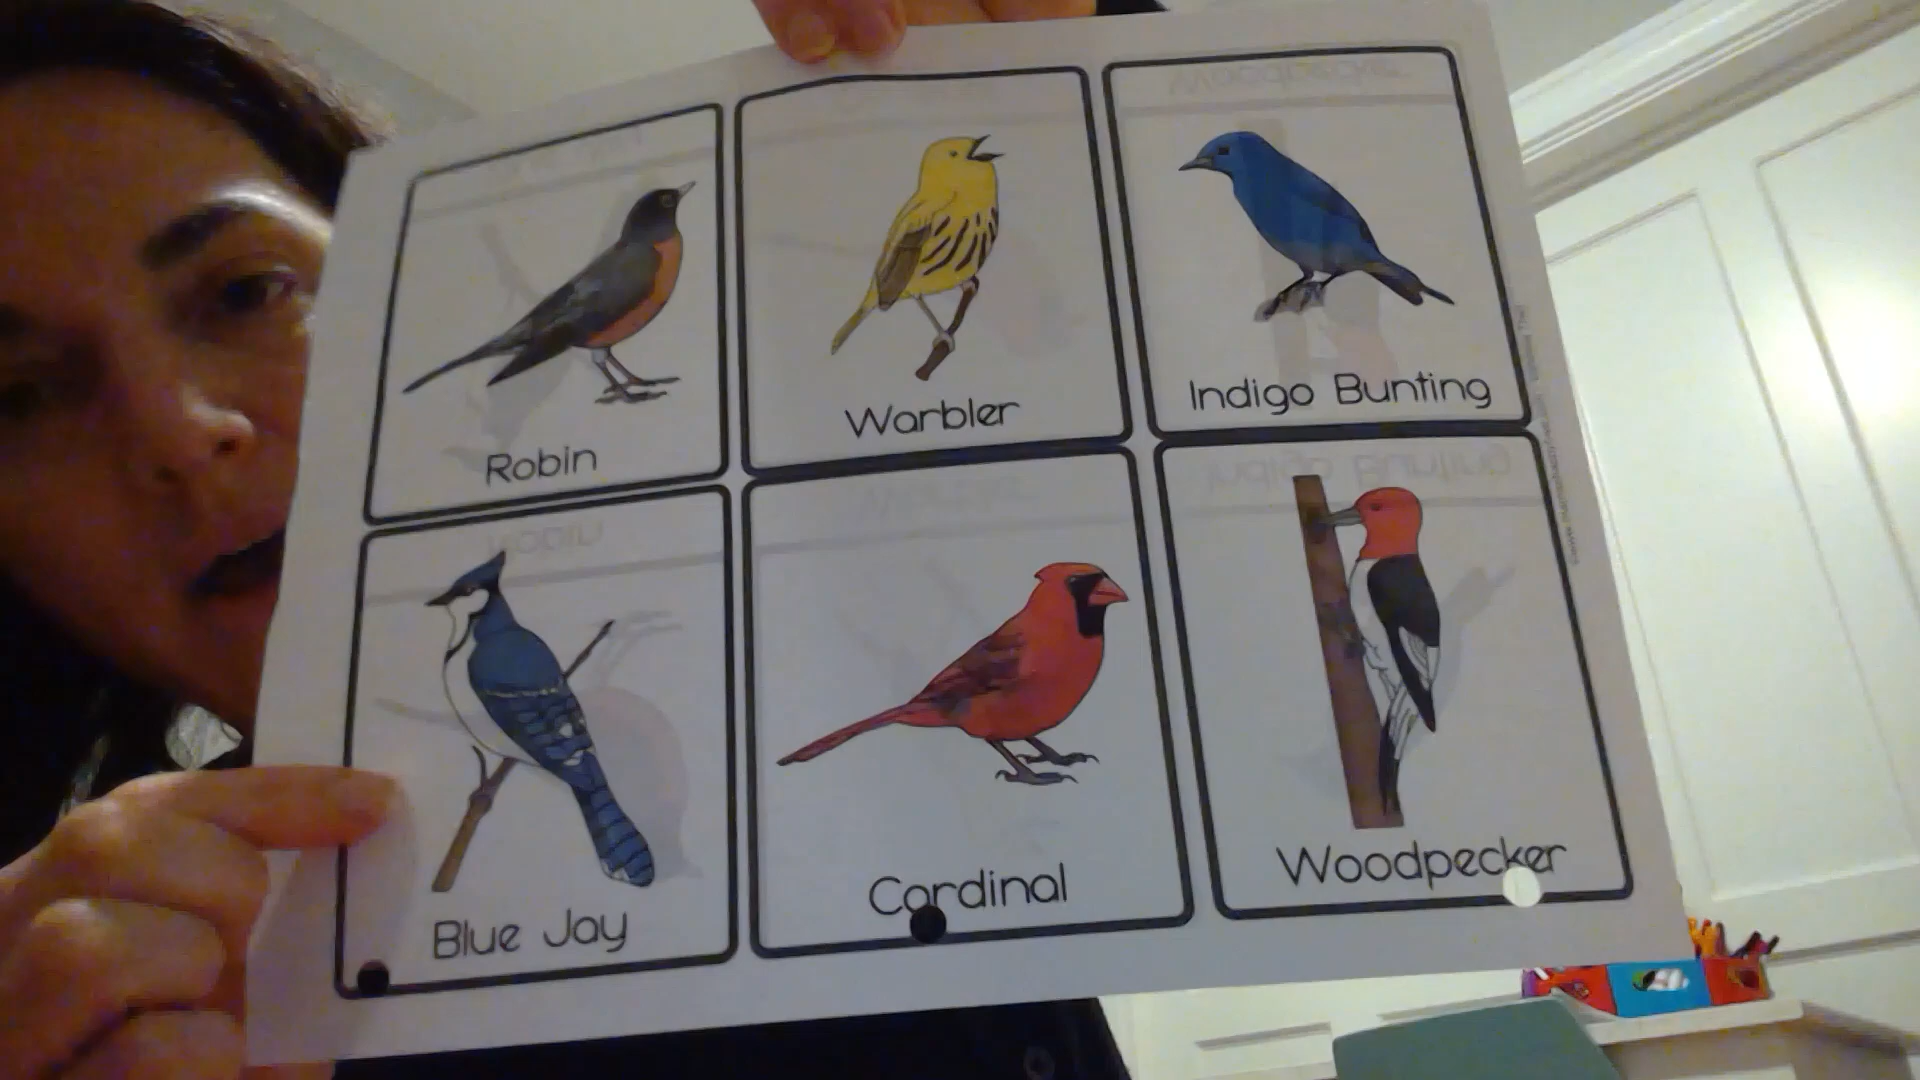 Robin
Warbler
Indigo Bunting
Blue Jay
Cardinal
Woodpecker